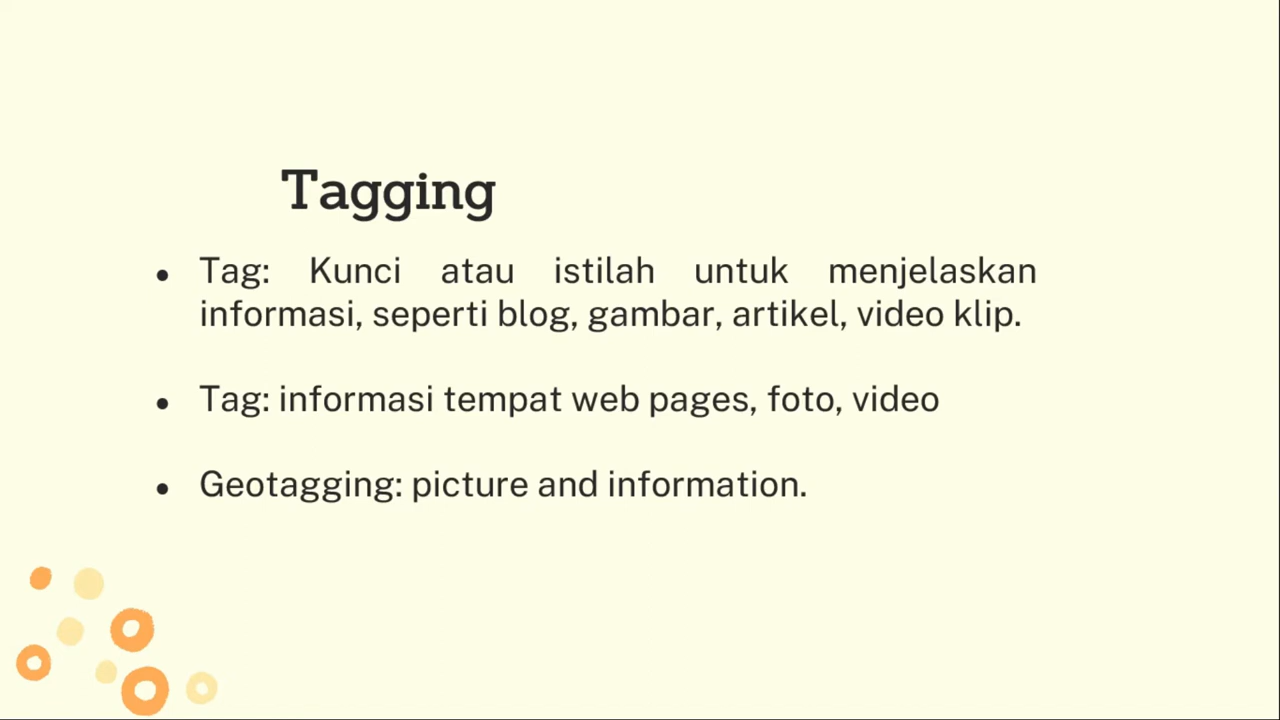 Tagging
• Tag: Kunci atau istilah untuk menjelaskan
informasi, seperti blog, gambar, artikel, video klip.
• Tag: informasi tempat web pages, foto, video
• Geotagging: picture and information.